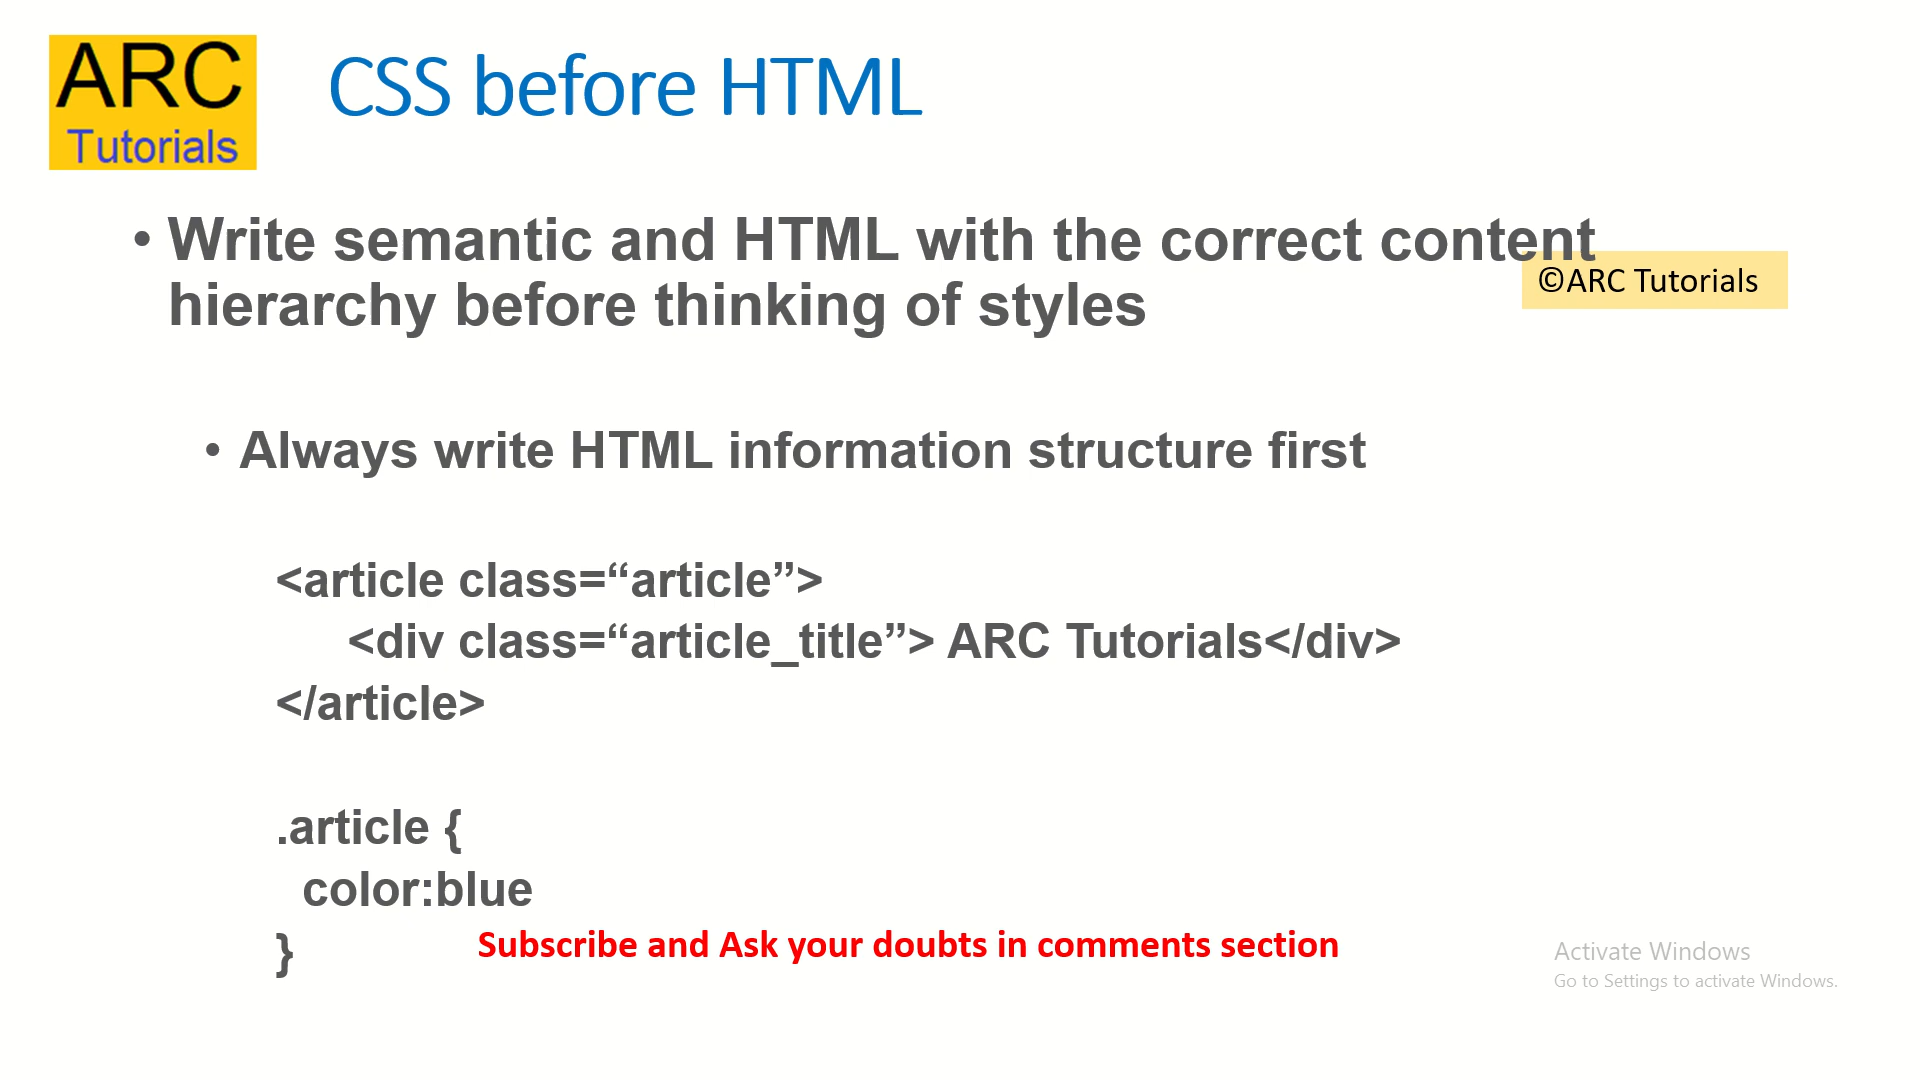 ARC
Tutorials
CSS before HTML
• Write semantic and HTML with the correct content
hierarchy before thinking of styles
©ARC Tutorials
• Always write HTML information structure first
<article class=“article”>
<div class=“article_title”> ARC Tutorials</div>
</article>
.article {
color:blue
}
Subscribe and Ask your doubts in comments section
Activate Windows
Go to Settings to activate Windows.